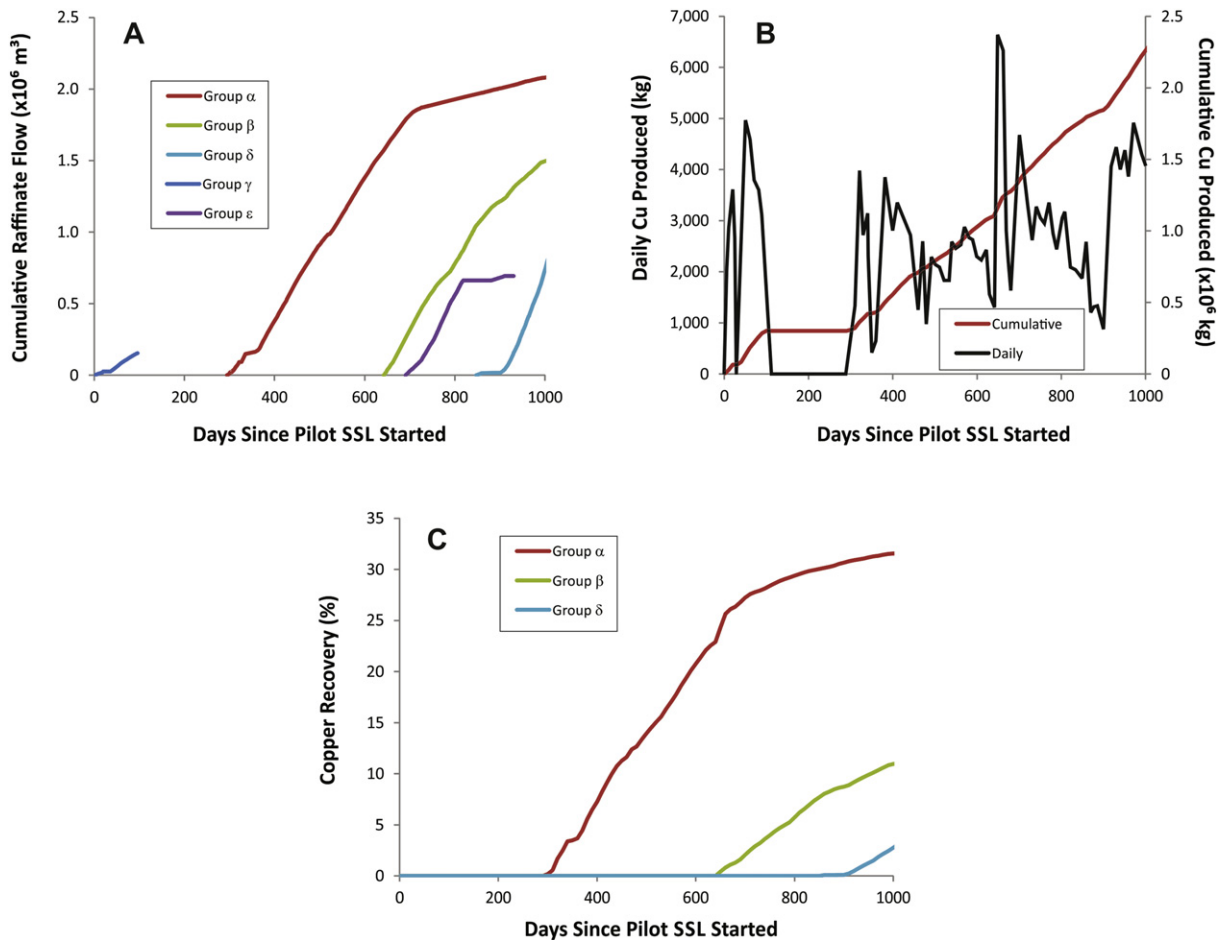 A
Cumulative Raffinate Flow (x10⁶ m³)
2.5
2.0
1.5
1.0
0.5
0
Group α
Group β
Group δ
Group γ
Group ε
0 200 400 600 800 1000
Days Since Pilot SSL Started
B
Daily Cu Produced (kg)
7,000
6,000
5,000
4,000
3,000
2,000
1,000
0
Cumulative
Daily
2.5
2.0
1.5
1.0
0.5
0
Cumulative Cu Produced (x10⁶ kg)
0 200 400 600 800 1000
Days Since Pilot SSL Started
C
Copper Recovery (%)
35
30
25
20
15
10
5
0
Group α
Group β
Group δ
0 200 400 600 800 1000
Days Since Pilot SSL Started